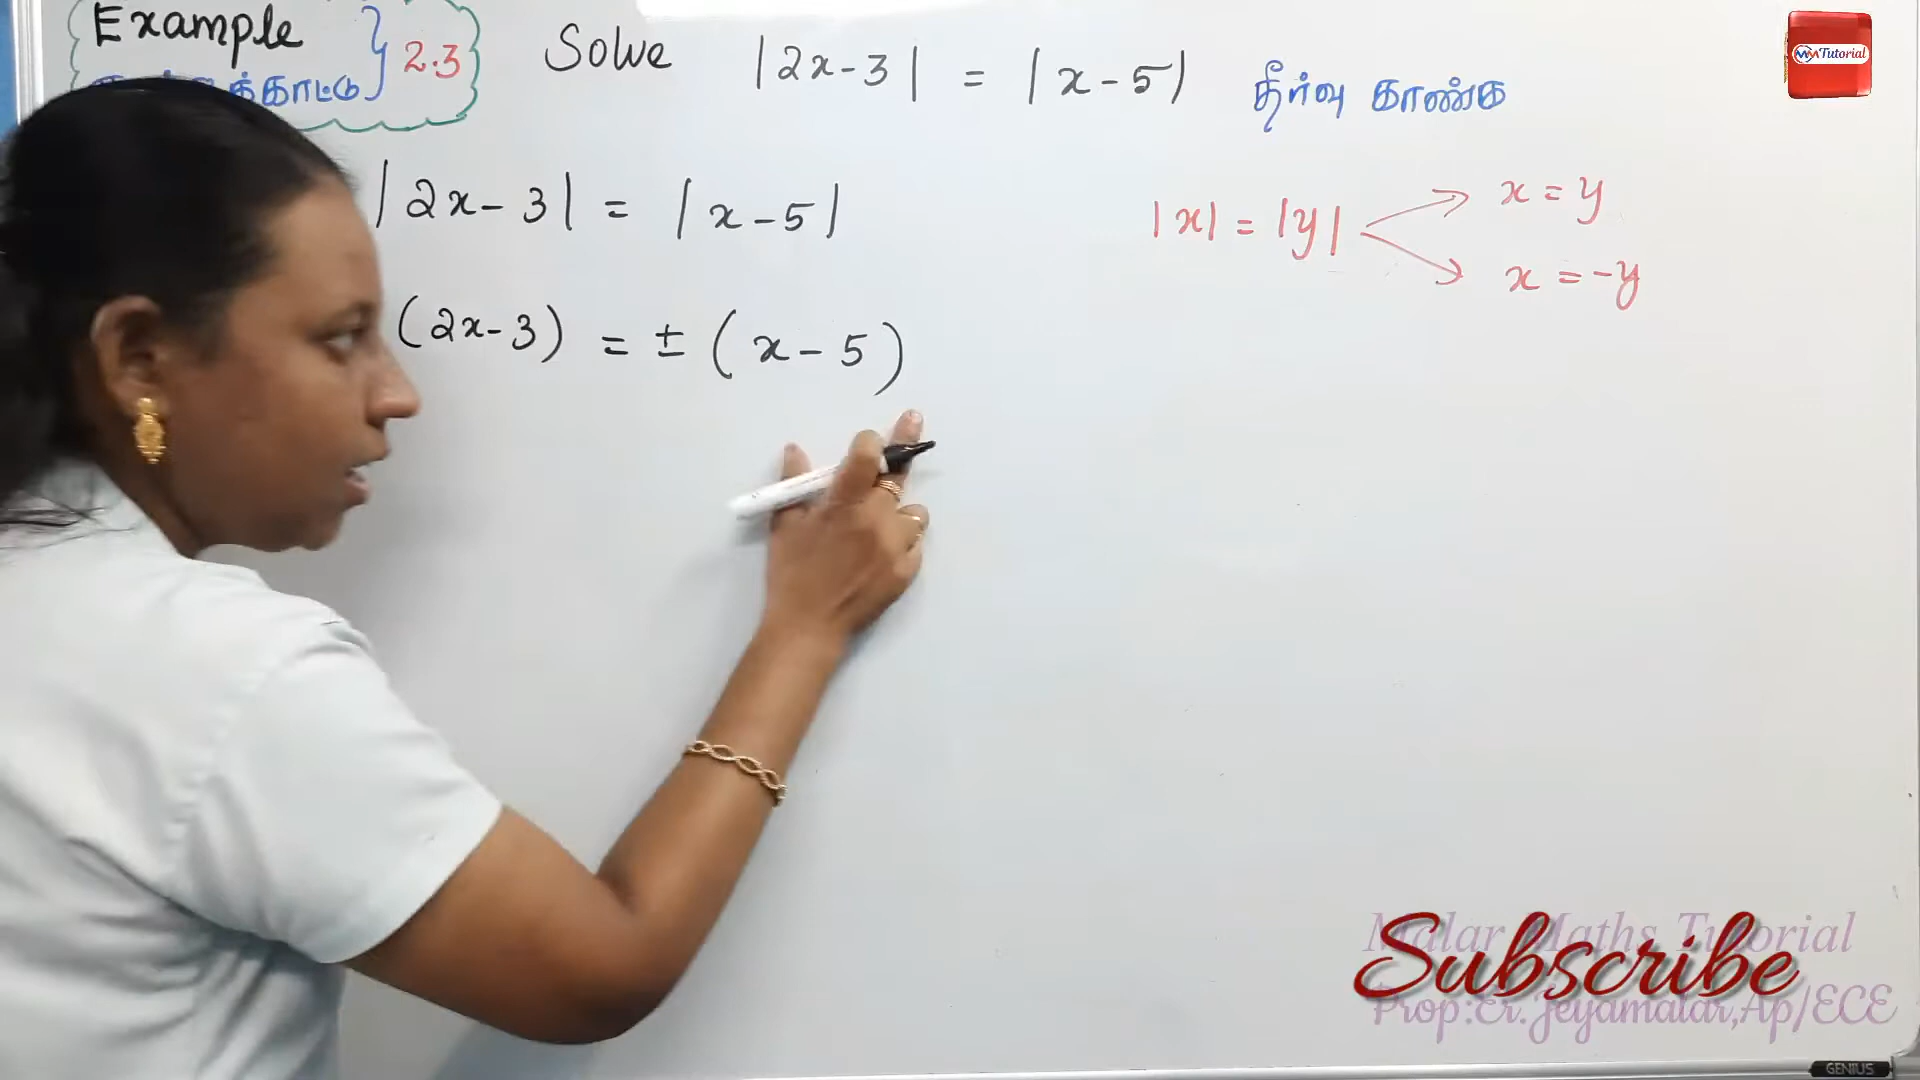 Example 2.3 Solve |2x-3| = |x-5| தீர்வு காண்க
Tutorial
|2x-3| = |x-5|
|x| = |y|
x = y
x = -y
(2x-3) = ± (x-5)
Subscribe
Malar Maths Tutorial
Prop:Er.Jeyamalar,Ap/ECE
GENIUS